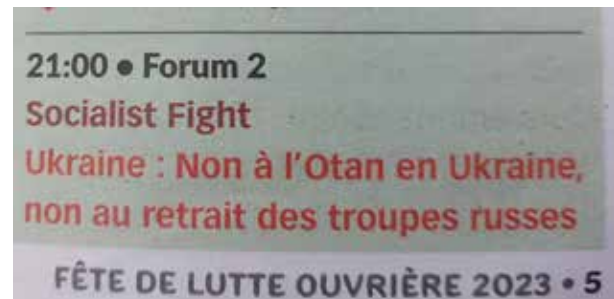 21:00 • Forum 2
Socialist Fight
Ukraine : Non à l'Otan en Ukraine,
non au retrait des troupes russes
FÊTE DE LUTTE OUVRIÈRE 2023 • 5